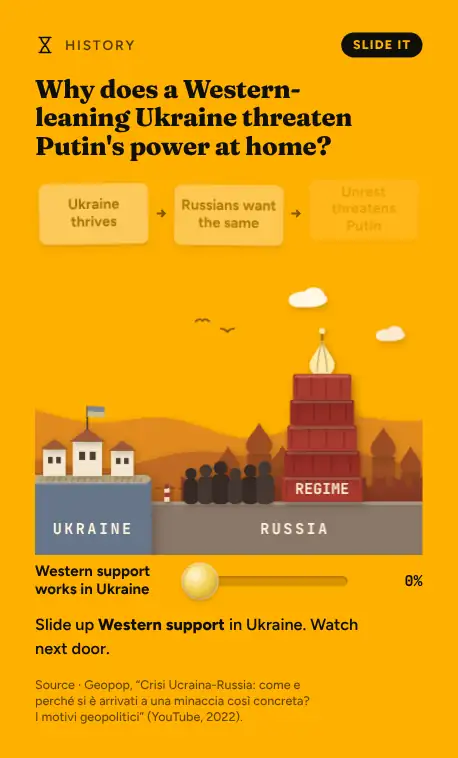 HISTORY
SLIDE IT
Why does a Western-
leaning Ukraine threaten
Putin's power at home?
Ukraine
thrives
Russians want
the same
Unrest
threatens
Putin
REGIME
UKRAINE
RUSSIA
Western support
works in Ukraine
0%
Slide up Western support in Ukraine. Watch
next door.
Source · Geopop, “Crisi Ucraina-Russia: come e
perché si è arrivati a una minaccia così concreta?
I motivi geopolitici” (YouTube, 2022).